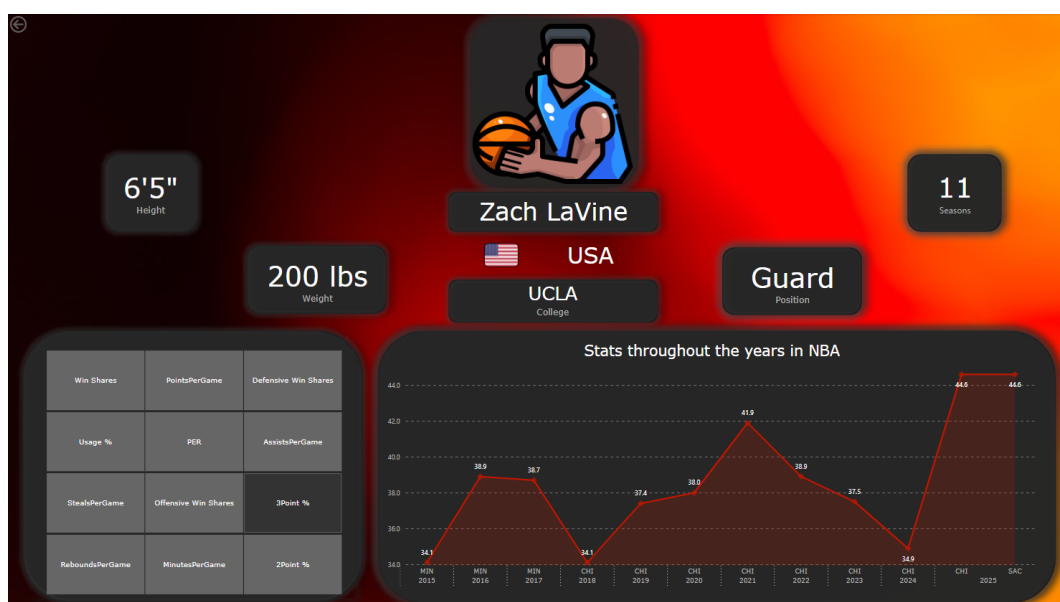 6'5"
Height
Zach LaVine
11
Seasons
USA
200 lbs
Weight
UCLA
College
Guard
Position
Win Shares
PointsPerGame
Defensive Win Shares
Usage %
PER
AssistsPerGame
StealsPerGame
Offensive Win Shares
3Point %
ReboundsPerGame
MinutesPerGame
2Point %
Stats throughout the years in NBA
44.0
42.0
40.0
38.0
36.0
34.0
34.1
38.9
38.7
34.1
37.4
38.0
41.9
38.9
37.5
34.9
44.6
44.6
MIN MIN MIN CHI CHI CHI CHI CHI CHI CHI CHI SAC
2015 2016 2017 2018 2019 2020 2021 2022 2023 2024 2025